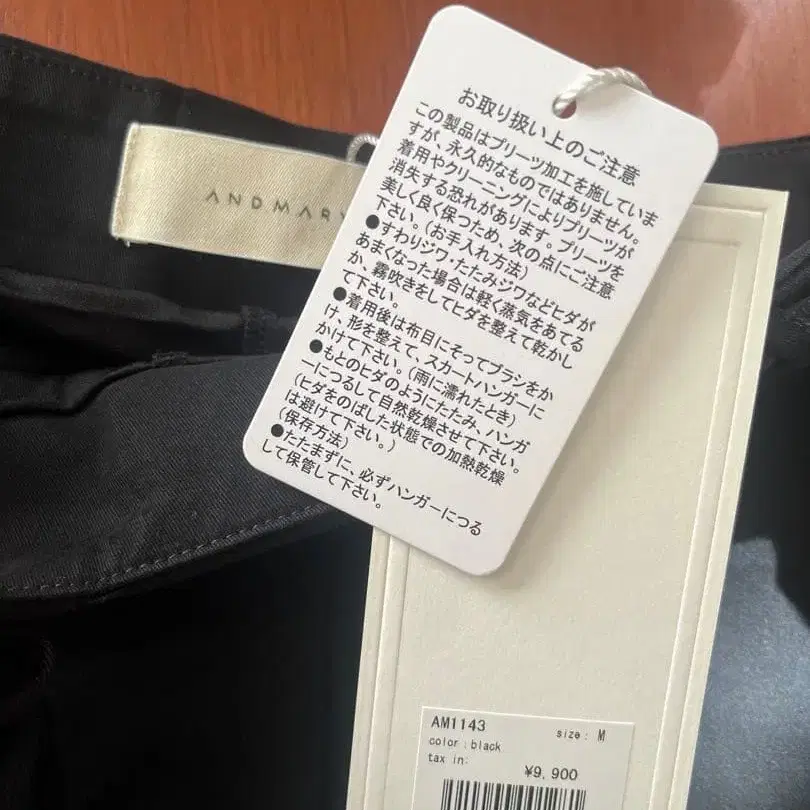 お取り扱い上のご注意
この製品はプリーツ加工を施していま
すが、永久的なものではありません。
着用やクリーニングによりプリーツが
消失する恐れがあります。プリーツを
美しく良く保つため、次の点にご注意
下さい。(お手入れ方法)
●すわりジワ・たたみジワなどヒダが
あまくなった場合は軽く蒸気をあてる
か、霧吹きをしてヒダを整えて乾かし
て下さい。
●着用後は布目にそってブラシをか
け、形を整えて、スカートハンガーに
かけて下さい。(雨に濡れたとき)
●もとのヒダのようにたたみ、ハンガ
ーにつるして自然乾燥させて下さい。
(ヒダをのばした状態での加熱乾燥
は避けて下さい。)
(保存方法)
●たたまずに、必ずハンガーにつる
して保管して下さい。
ANDMARY
AM1143
size: M
color:black
tax in:
¥9,900